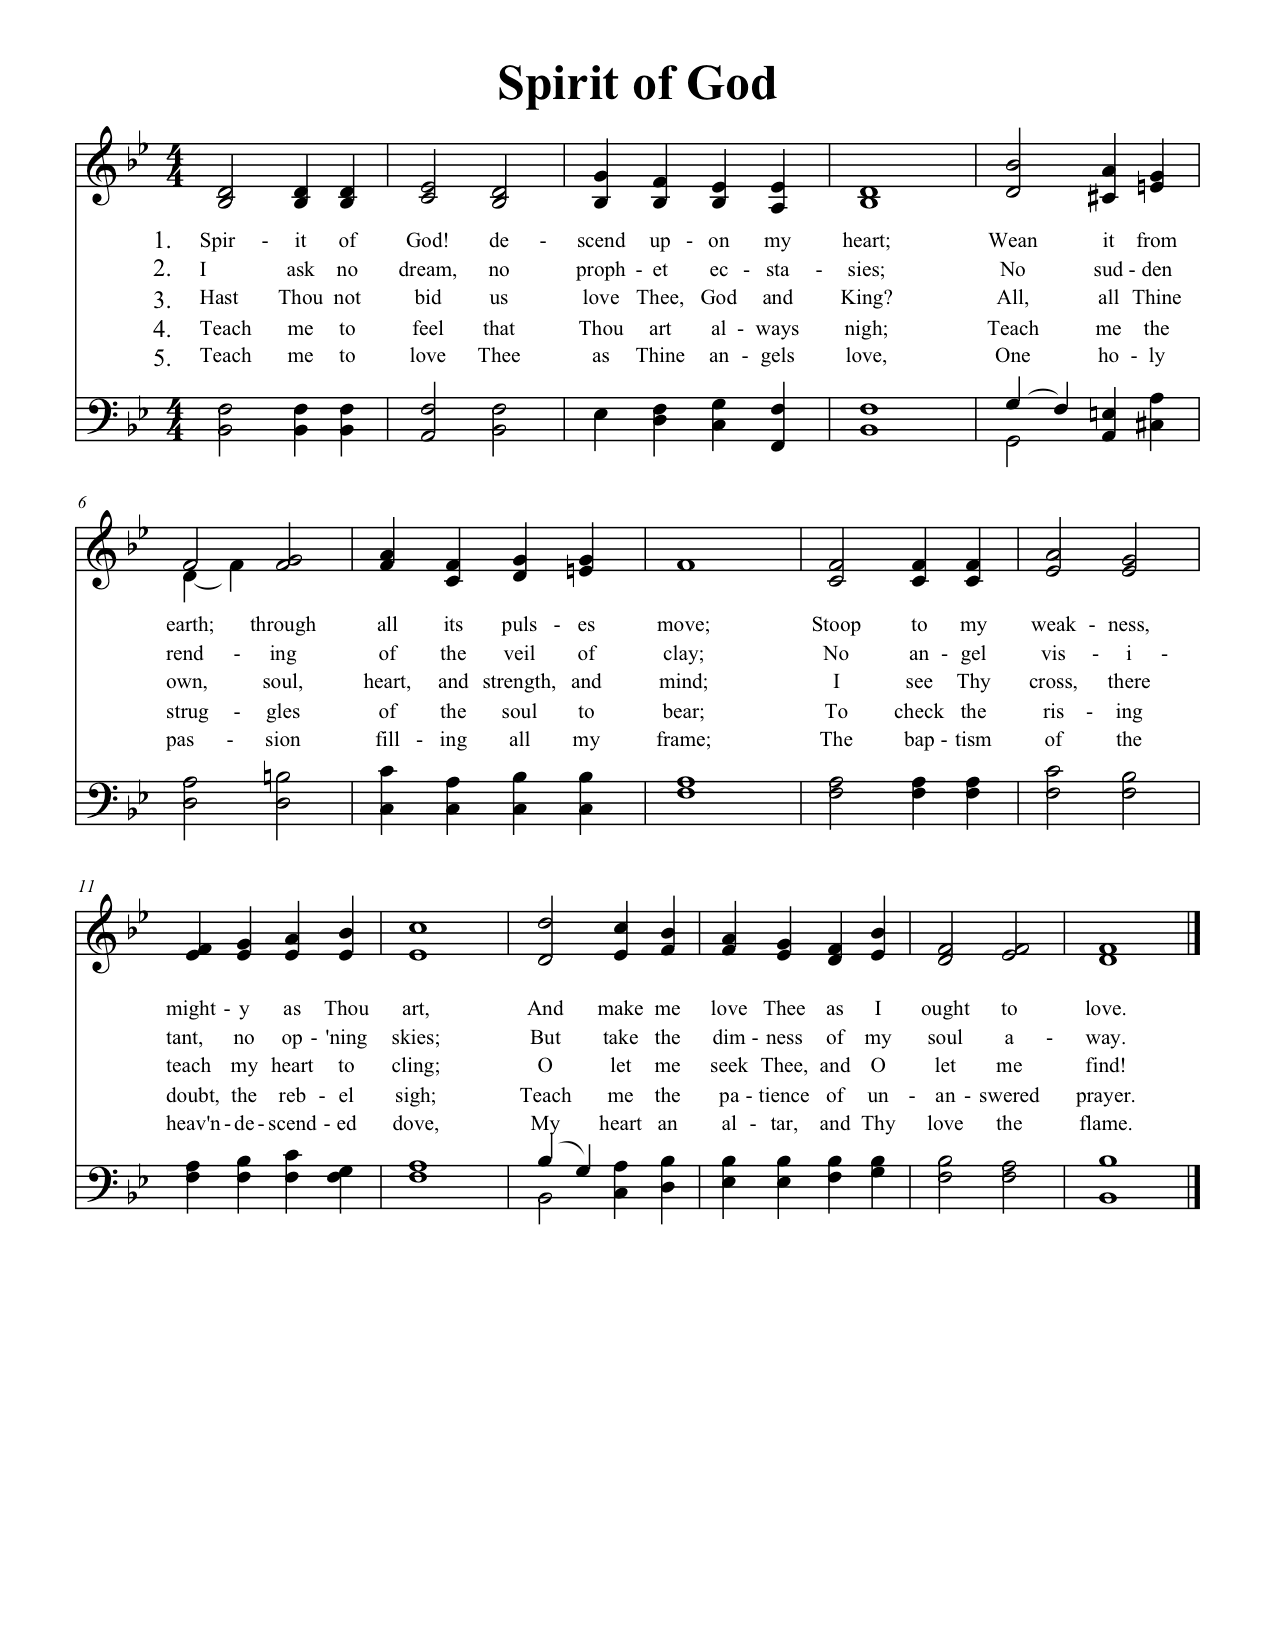 Spirit of God
4 4
1. Spir - it of God! de - scend up - on my heart; Wean it from
2. I ask no dream, no proph - et ec - sta - sies; No sud - den
3. Hast Thou not bid us love Thee, God and King? All, all Thine
4. Teach me to feel that Thou art al - ways nigh; Teach me the
5. Teach me to love Thee as Thine an - gels love, One ho - ly
4 4
6
earth; through all its puls - es move; Stoop to my weak - ness,
rend - ing of the veil of clay; No an - gel vis - i -
own, soul, heart, and strength, and mind; I see Thy cross, there
strug - gles of the soul to bear; To check the ris - ing
pas - sion fill - ing all my frame; The bap - tism of the
11
might - y as Thou art, And make me love Thee as I ought to love.
tant, no op - 'ning skies; But take the dim - ness of my soul a - way.
teach my heart to cling; O let me seek Thee, and O let me find!
doubt, the reb - el sigh; Teach me the pa - tience of un - an - swered prayer.
heav'n - de - scend - ed dove, My heart an al - tar, and Thy love the flame.